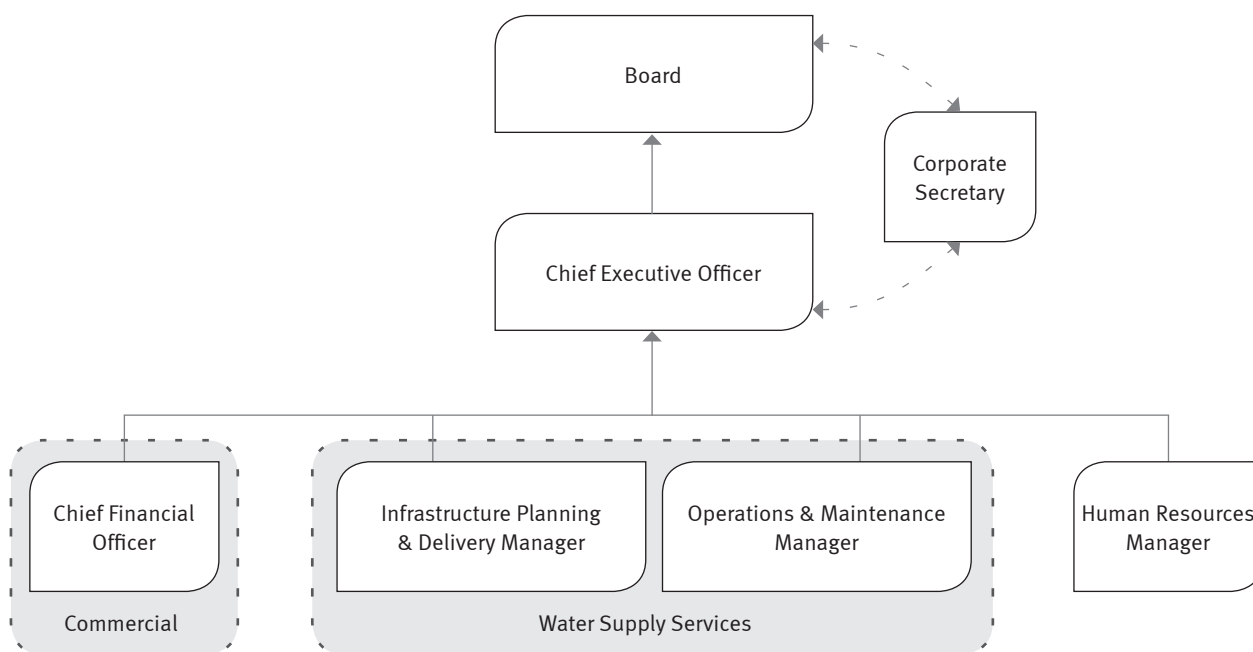 Board
Corporate
Secretary
Chief Executive Officer
Chief Financial
Officer
Infrastructure Planning
& Delivery Manager
Operations & Maintenance
Manager
Human Resources
Manager
Commercial
Water Supply Services